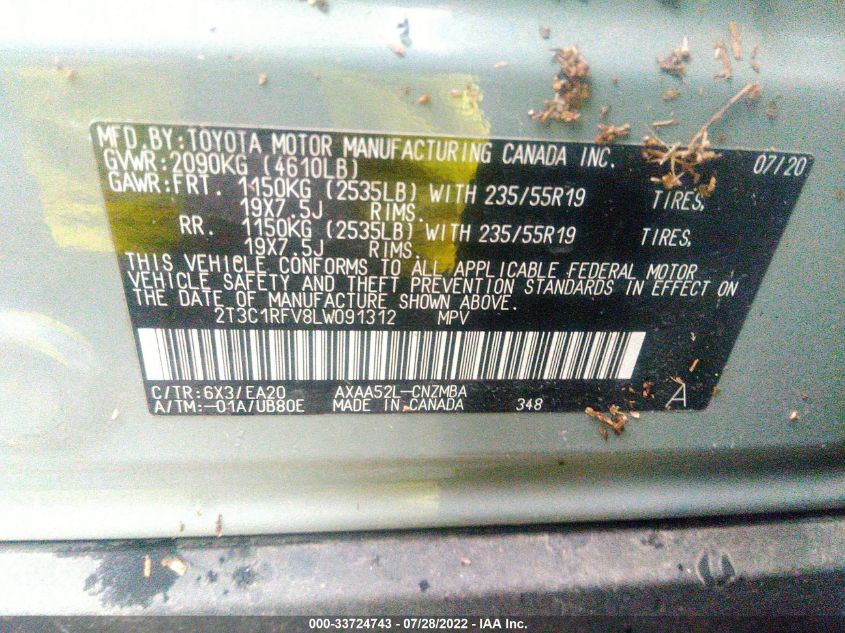 MFD. BY: TOYOTA MOTOR MANUFACTURING CANADA INC. 07/20
GVWR: 2090KG (4610LB)
GAWR: FRT. 1150KG (2535LB) WITH 235/55R19 TIRES,
19X7.5J RIMS.
RR. 1150KG (2535LB) WITH 235/55R19 TIRES,
19X7.5J RIMS.
THIS VEHICLE CONFORMS TO ALL APPLICABLE FEDERAL MOTOR
VEHICLE SAFETY AND THEFT PREVENTION STANDARDS IN EFFECT ON
THE DATE OF MANUFACTURE SHOWN ABOVE.
2T3C1RFV8LW091312 MPV
C/TR: 6X3/EA20 AXAA52L-CNZMBA
A/TM: -01A/UB80E MADE IN CANADA 348 A
000-33724743 / 07/28/2022 - IAA Inc.